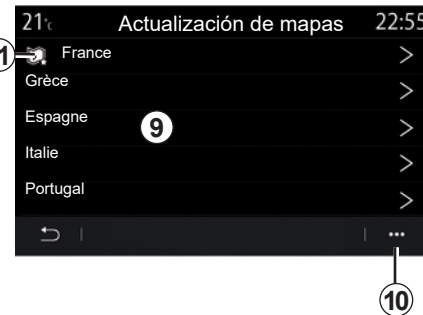 21°c Actualización de mapas 22:55
1 France >
Grèce >
Espagne >
9
Italie >
Portugal >
10